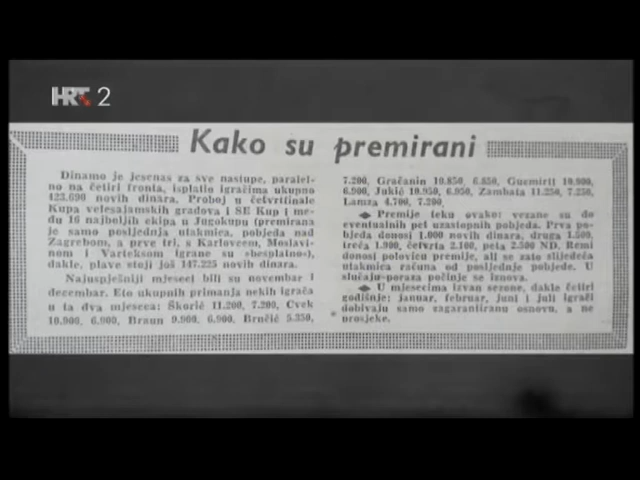 HRT 2
Kako su premirani
Dinamo je jesenas za sve nastupe, paralel-
no na četiri fronta, isplatio igračima ukupno
423.690 novih dinara. Proboj u četvrtfinale
Kupa velesajamskih gradova i SE Kup i me-
đu 16 najboljih ekipa u Jugokupu (premirana
je samo posljednja utakmica, pobjeda nad
Zagrebom, a prve tri, s Karlovcem, Moslavi-
nom i Varteksom igrane su »besplatno«),
dakle, plave stoji još 147.225 novih dinara.
Najuspješniji mjeseci bili su novembar i
decembar. Eto ukupnih primanja nekih igrača
u ta dva mjeseca: Škorić 11.200, 7.200, Cvek
10.900, 6.900, Braun 9.900, 6.900, Brnčić 5.350,
7.200, Gračanin 10.850, 6.850, Gucmirtl 10.900,
6.900, Jukić 10.950, 6.950, Zambata 11.250, 7.250,
Lamza 4.700, 7.200.
Premije teku ovako: vezane su do
eventualnih pet uzastopnih pobjeda. Prva po-
bjeda donosi 1.000 novih dinara, druga 1.500,
treća 1.900, četvrta 2.100, peta 2.500 ND. Remi
donosi polovicu premije, ali se zato slijedeća
utakmica računa od posljednje pobjede. U
slučaju poraza počinje se iznova.
U mjesecima izvan sezone, dakle četiri
godišnje: januar, februar, juni i juli igrači
dobivaju samo zagarantiranu osnovu, a ne
prosjeke.